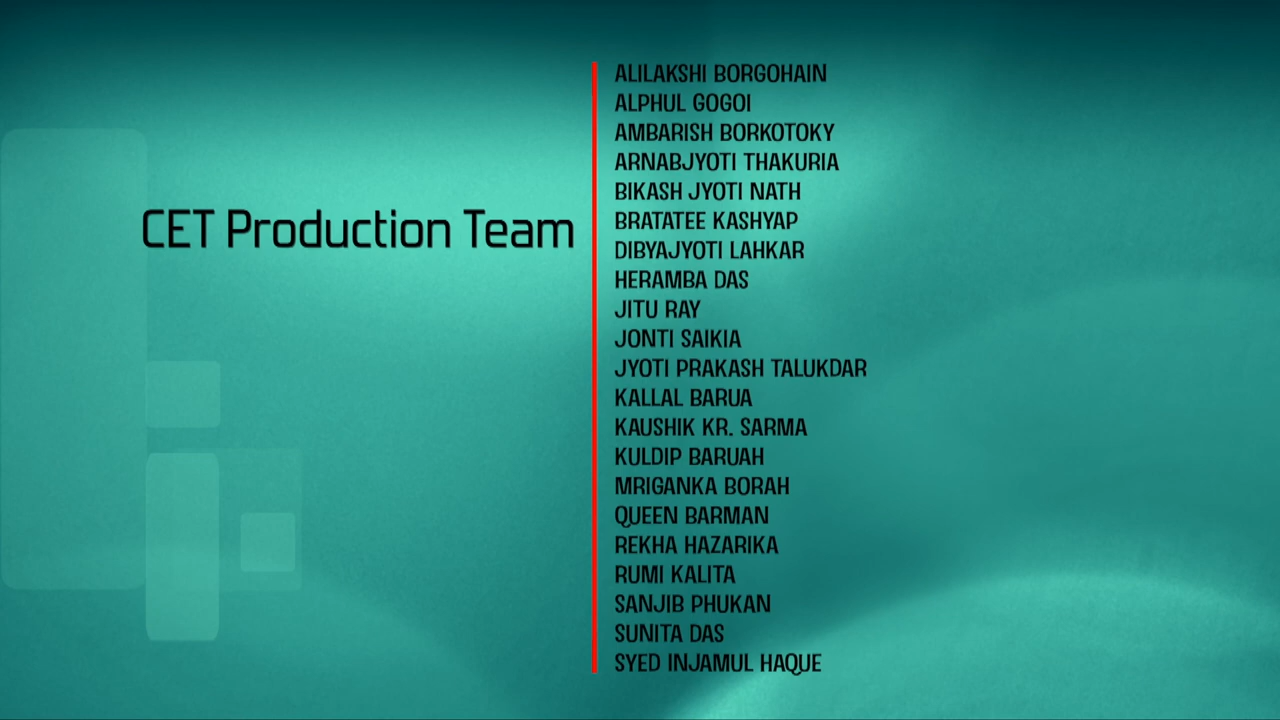 CET Production Team
ALILAKSHI BORGOHAIN
ALPHUL GOGOI
AMBARISH BORKOTOKY
ARNABJYOTI THAKURIA
BIKASH JYOTI NATH
BRATATEE KASHYAP
DIBYAJYOTI LAHKAR
HERAMBA DAS
JITU RAY
JONTI SAIKIA
JYOTI PRAKASH TALUKDAR
KALLAL BARUA
KAUSHIK KR. SARMA
KULDIP BARUAH
MRIGANKA BORAH
QUEEN BARMAN
REKHA HAZARIKA
RUMI KALITA
SANJIB PHUKAN
SUNITA DAS
SYED INJAMUL HAQUE